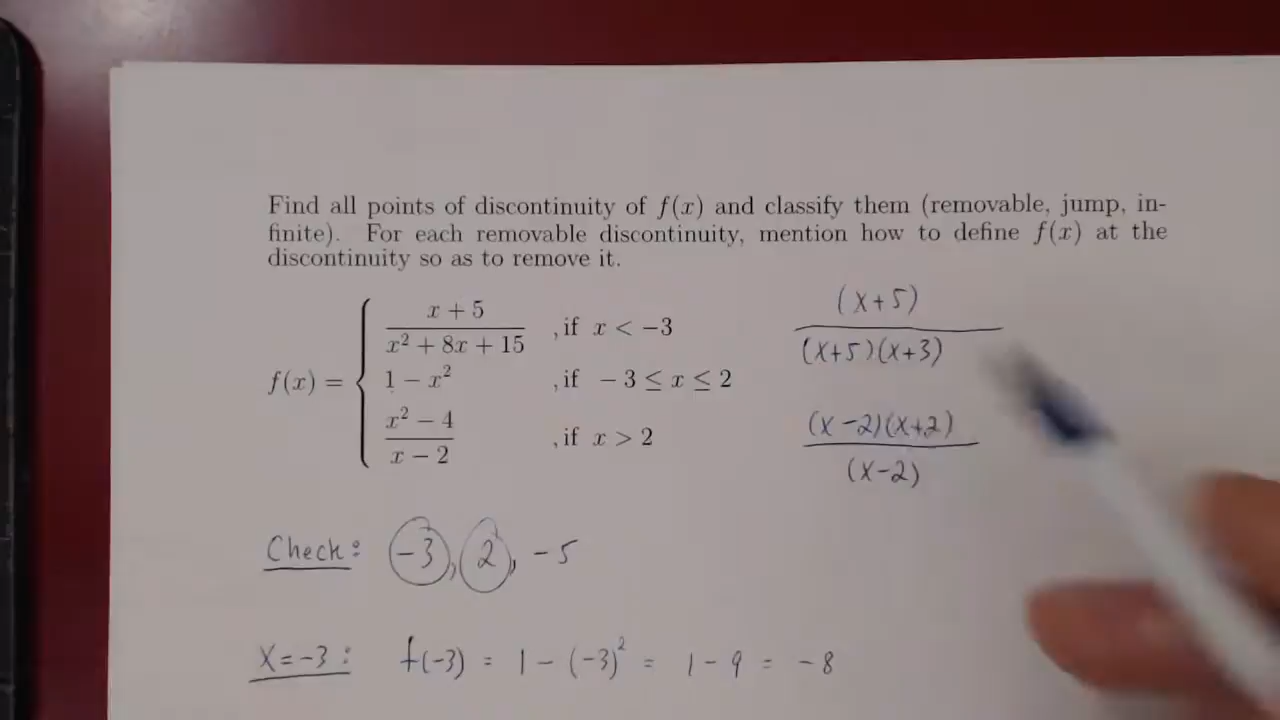 Find all points of discontinuity of f(x) and classify them (removable, jump, in-
finite). For each removable discontinuity, mention how to define f(x) at the
discontinuity so as to remove it.
f(x) = { (x + 5)/(x² + 8x + 15) , if x < −3
1 − x² , if − 3 ≤ x ≤ 2
(x² − 4)/(x − 2) , if x > 2
(x+5)
(x+5)(x+3)
(x-2)(x+2)
(x-2)
Check: -3, 2, -5
x=-3: f(-3) = 1-(-3)² = 1-9 = -8